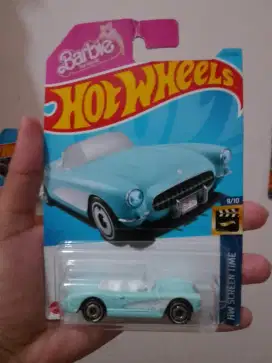 Barbie
HOT WHEELS
9/10
HW SCREEN TIME